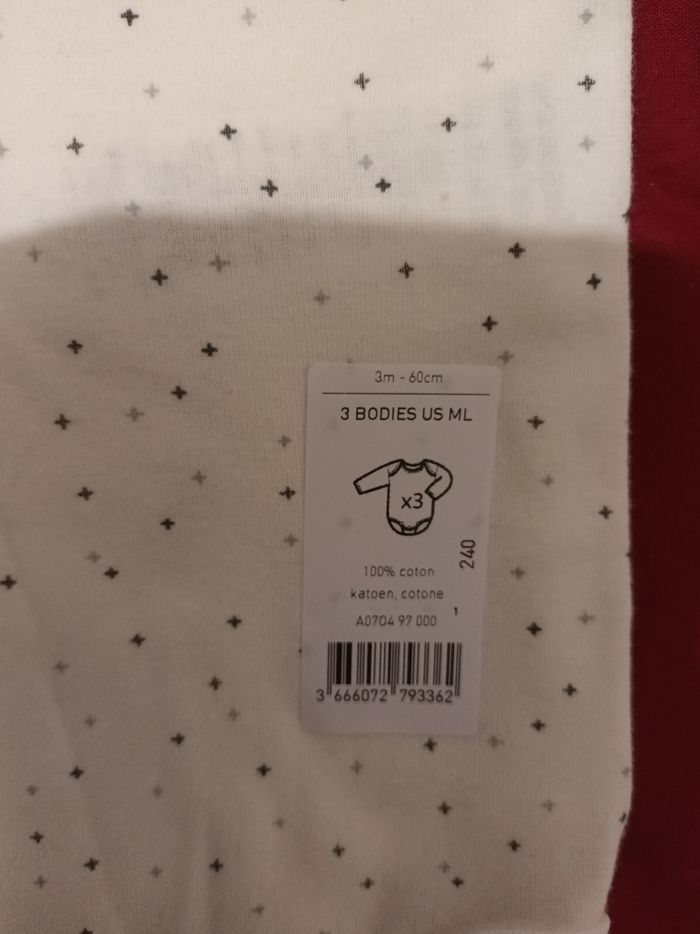 3m - 60cm
3 BODIES US ML
x3
240
100% coton
katoen, cotone
1
A0704 97 000
3 666072 793362